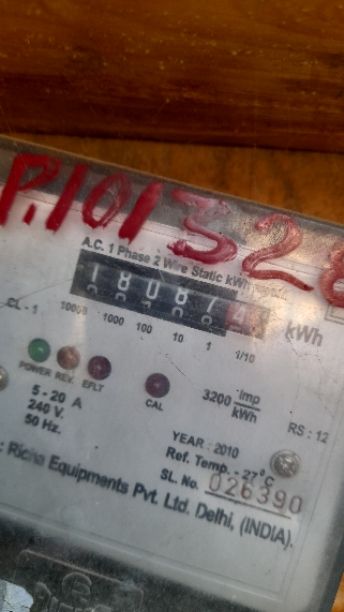 P.101328
A.C. 1 Phase 2 Wire Static kWh
180874
kWh
CL - 1 10000 1000 100 10 1 1/10
POWER REV. EFLT CAL
3200 imp/kWh
5 - 20 A
240 V.
50 Hz.
RS : 12
YEAR : 2010
Ref. Temp. - 27°C
SL. No. 026390
Equipments Pvt. Ltd. Delhi, (INDIA).